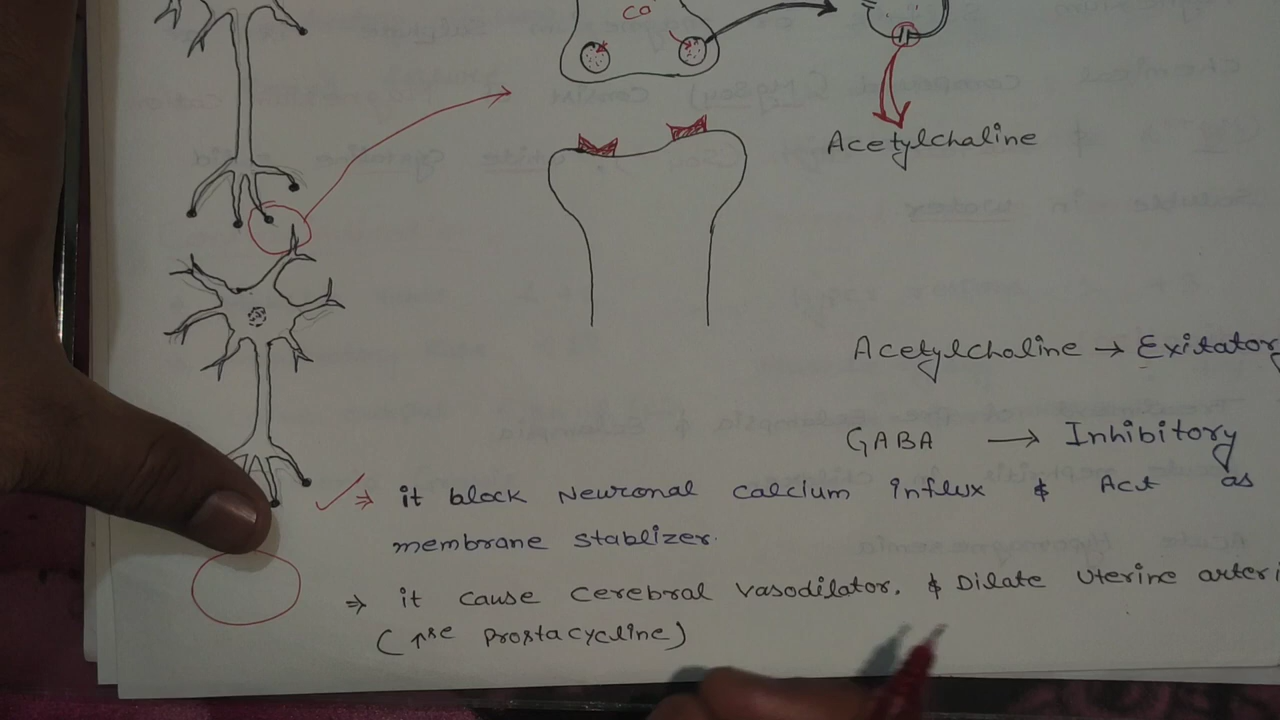 Ca
Acetylchaline
Acetylchaline → Exitator
GABA → Inhibitory
⇒ it block Neuronal calcium influx & Act as
membrane stablizer.
⇒ it cause cerebral vasodilator. & Dilate uterine arteri
(↑se Prostacycline)